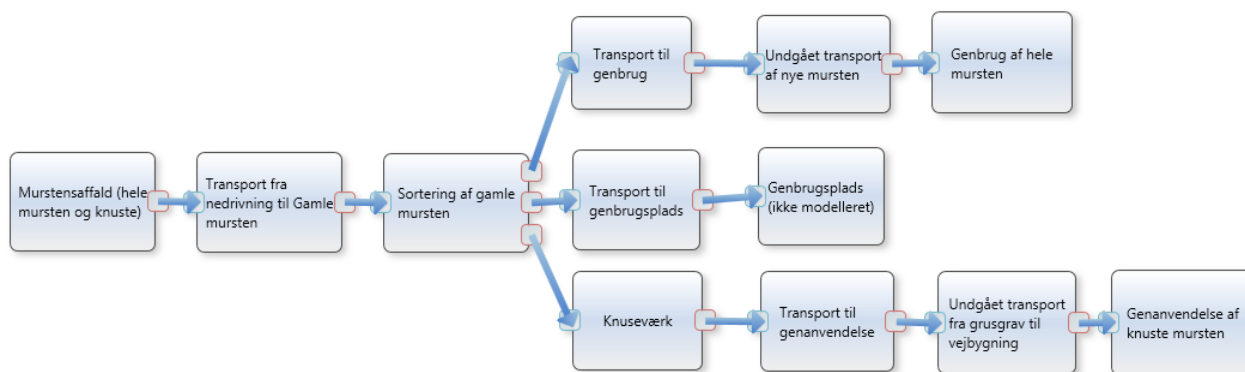 Murstensaffald (hele
mursten og knuste)
Transport fra
nedrivning til Gamle
mursten
Sortering af gamle
mursten
Transport til
genbrug
Undgået transport
af nye mursten
Genbrug af hele
mursten
Transport til
genbrugsplads
Genbrugsplads
(ikke modelleret)
Knuseværk
Transport til
genanvendelse
Undgået transport
fra grusgrav til
vejbygning
Genanvendelse af
knuste mursten